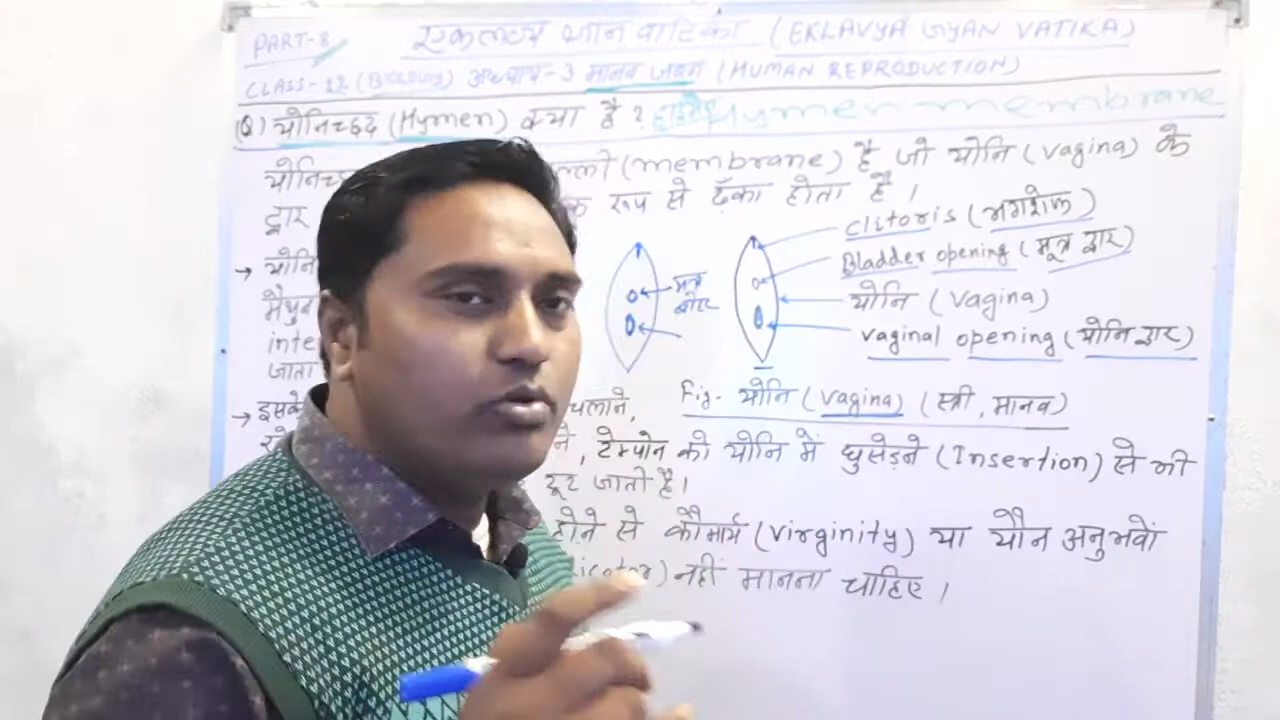 PART-8 एकलव्य ज्ञान वाटिका (EKLAVYA GYAN VATIKA)
CLASS-12 (Biology) अध्याय-3 मानव जनन (HUMAN REPRODUCTION)
(Q) योनिच्छद (Hymen) क्या है? Hymen membrane
(membrane) है जो योनि (vagina) के
द्वार रूप से ढँका होता है।
clitoris (भगशेफ)
Bladder opening (मूत्र द्वार)
→ योनि
मूत्र
योनि (vagina)
vaginal opening (योनि द्वार)
inte
जाता
Fig- योनि (vagina) (स्त्री, मानव)
→ इसके चलाने,
टेम्पोन को योनि में घुसेड़ने (Insertion) से भी
टूट जाती है।
होने से कौमार्य (virginity) या यौन अनुभवों
नहीं मानना चाहिए।